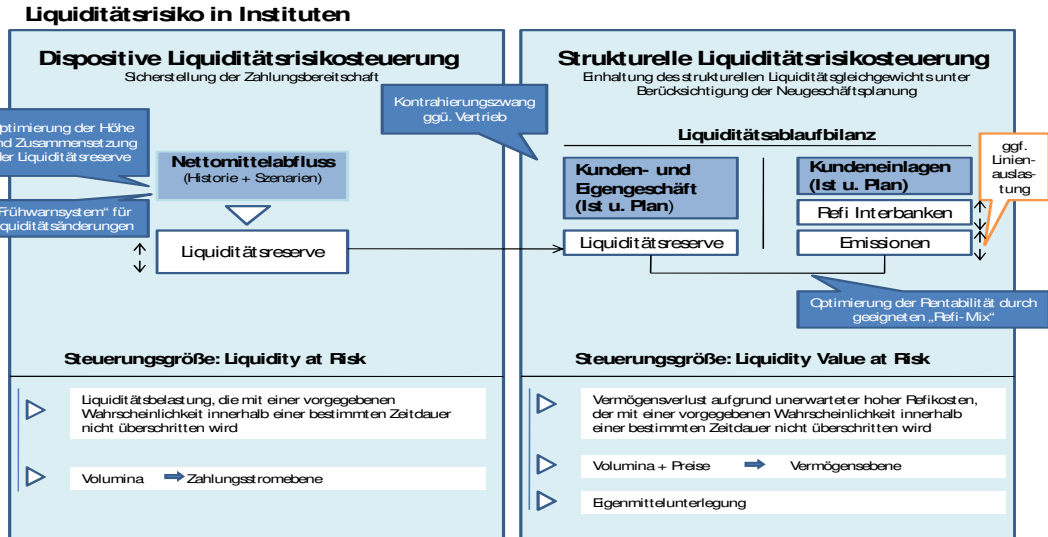 Liquiditätsrisiko in Instituten
Dispositive Liquiditätsrisikosteuerung
Sicherstellung der Zahlungsbereitschaft
ptimierung der Höhe
nd Zusammensetzung
er Liquiditätsreserve
Nettomittelabfluss
(Historie + Szenarien)
Frühwarnsystem“ für
quiditätsänderungen
Liquiditätsreserve
Steuerungsgröße: Liquidity at Risk
Liquiditätsbelastung, die mit einer vorgegebenen
Wahrscheinlichkeit innerhalb einer bestimmten Zeitdauer
nicht überschritten wird
Volumina
Zahlungsstromebene
Strukturelle Liquiditätsrisikosteuerung
Einhaltung des strukturellen Liquiditätsgleichgewichts unter
Berücksichtigung der Neugeschäftsplanung
Kontrahierungszwang
ggü. Vertrieb
Liquiditätsablaufbilanz
Kunden- und
Eigengeschäft
(Ist u. Plan)
Liquiditätsreserve
Kundeneinlagen
(Ist u. Plan)
Refi Interbanken
Emissionen
ggf.
Linien-
auslas-
tung
Optimierung der Rentabilität durch
geeigneten „Refi-Mix“
Steuerungsgröße: Liquidity Value at Risk
Vermögensverlust aufgrund unerwarteter hoher Refikosten,
der mit einer vorgegebenen Wahrscheinlichkeit innerhalb
einer bestimmten Zeitdauer nicht überschritten wird
Volumina + Preise
Vermögensebene
Eigenmittelunterlegung